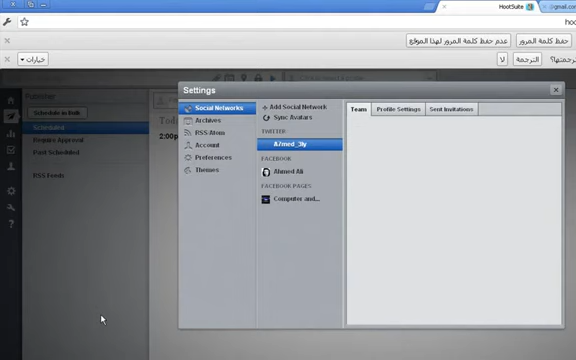 HootSuite
@gmail.com
حفظ كلمة المرور
عدم حفظ كلمة المرور لهذا الموقع
ترجمتها؟
الترجمة
لا
خيارات
Settings
Publisher
Schedule in Bulk
Scheduled
Require Approval
Past Scheduled
RSS Feeds
2:00p
Social Networks
Archives
RSS/Atom
Account
Preferences
Themes
Add Social Network
Sync Avatars
TWITTER
A7med_3ly
FACEBOOK
Ahmed Ali
FACEBOOK PAGES
Computer and...
Team
Profile Settings
Sent Invitations